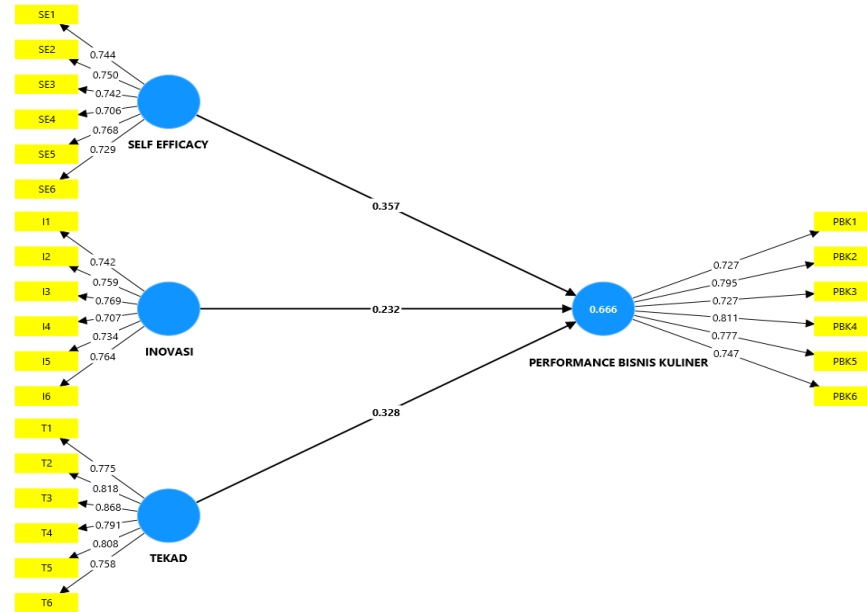 SE1
SE2
SE3
SE4
SE5
SE6
0.744
0.750
0.742
0.706
0.768
0.729
SELF EFFICACY
I1
I2
I3
I4
I5
I6
0.742
0.759
0.769
0.707
0.734
0.764
INOVASI
T1
T2
T3
T4
T5
T6
0.775
0.818
0.868
0.791
0.808
0.758
TEKAD
0.357
0.232
0.328
0.666
PERFORMANCE BISNIS KULINER
0.727
0.795
0.727
0.811
0.777
0.747
PBK1
PBK2
PBK3
PBK4
PBK5
PBK6